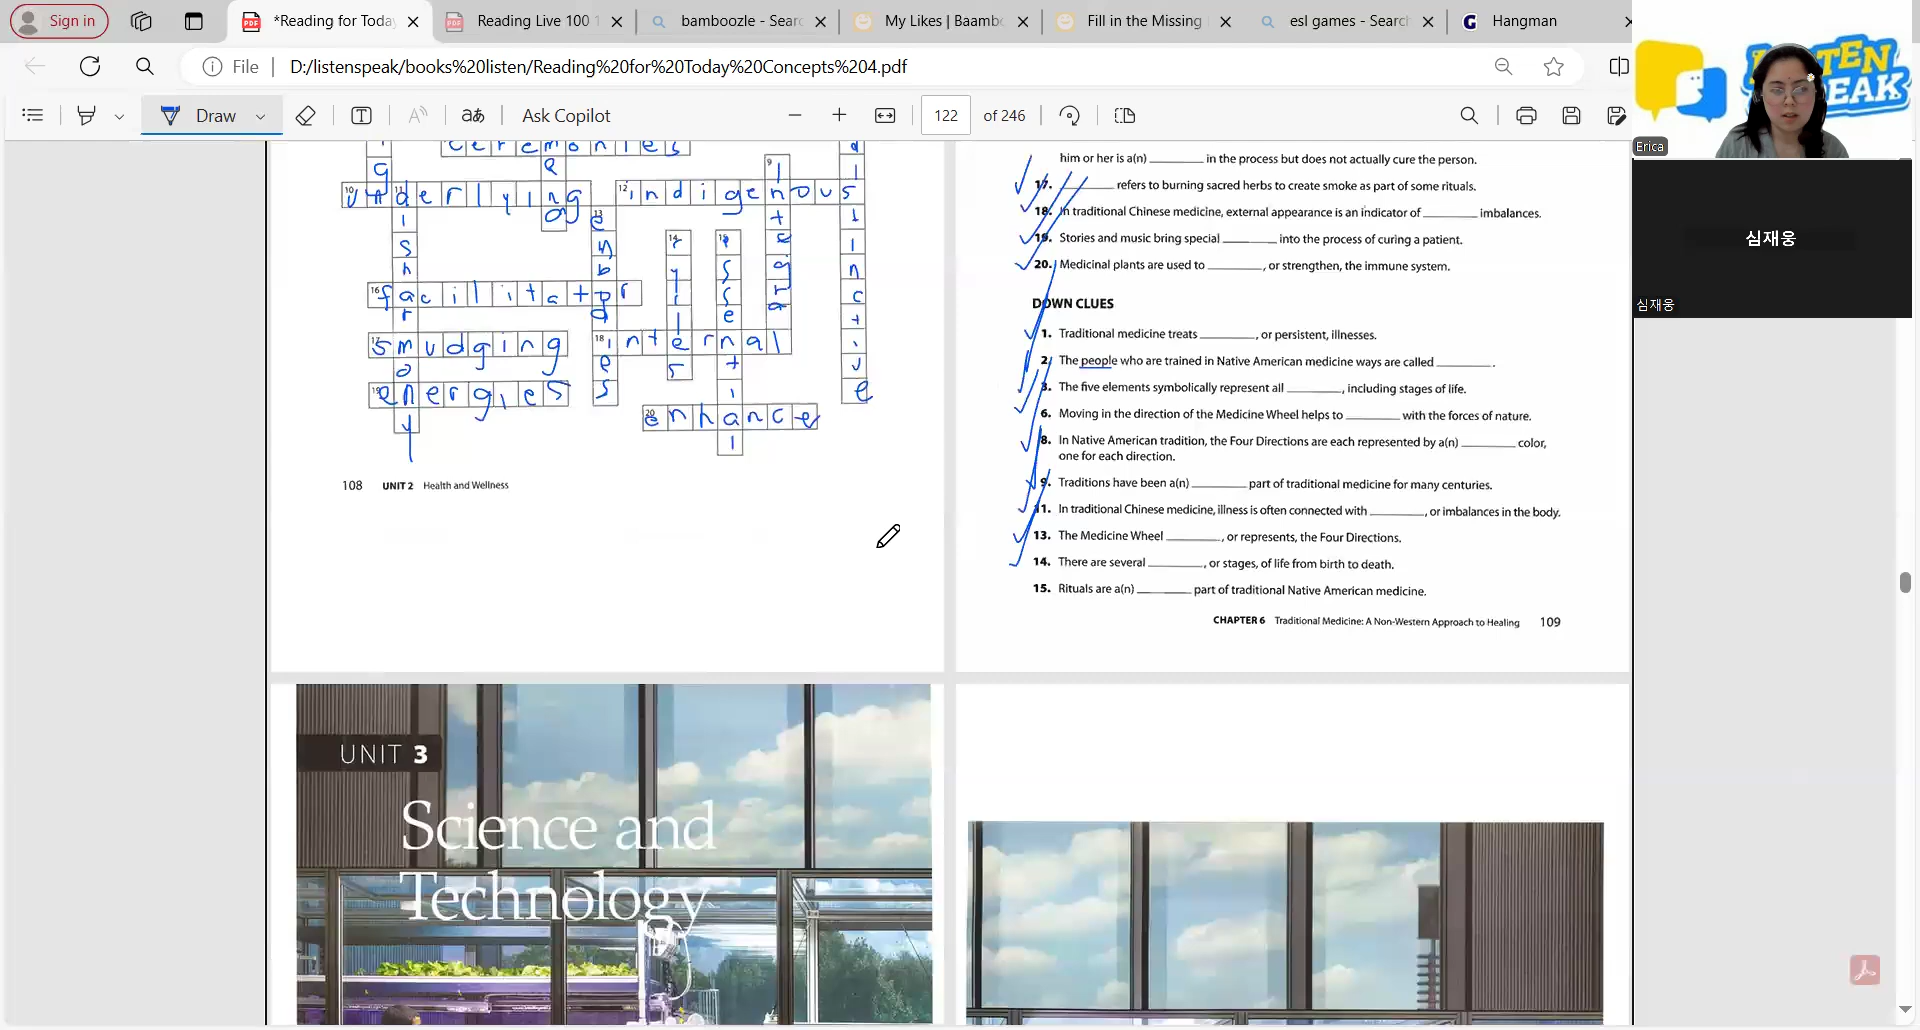 Sign in
*Reading for Toda
Reading Live 100 1
bamboozle - Searc
My Likes | Baamb
Fill in the Missing
esl games - Search
Hangman
File
D:/listenspeak/books%20listen/Reading%20for%20Today%20Concepts%204.pdf
Draw
Ask Copilot
122 of 246
ceremonies
underlying
indigenous
facilitator
smudging
internal
energies
enhance
108 UNIT 2 Health and Wellness
him or her is a(n) ________ in the process but does not actually cure the person.
17. ________ refers to burning sacred herbs to create smoke as part of some rituals.
18. In traditional Chinese medicine, external appearance is an indicator of ________ imbalances.
19. Stories and music bring special ________ into the process of curing a patient.
20. Medicinal plants are used to ________, or strengthen, the immune system.
DOWN CLUES
1. Traditional medicine treats ________, or persistent, illnesses.
2. The people who are trained in Native American medicine ways are called ________.
3. The five elements symbolically represent all ________, including stages of life.
6. Moving in the direction of the Medicine Wheel helps to ________ with the forces of nature.
8. In Native American tradition, the Four Directions are each represented by a(n) ________ color,
one for each direction.
9. Traditions have been a(n) ________ part of traditional medicine for many centuries.
11. In traditional Chinese medicine, illness is often connected with ________, or imbalances in the body.
13. The Medicine Wheel ________, or represents, the Four Directions.
14. There are several ________, or stages, of life from birth to death.
15. Rituals are a(n) ________ part of traditional Native American medicine.
CHAPTER 6 Traditional Medicine: A Non-Western Approach to Healing 109
UNIT 3
Science and
Technology
Erica
심재웅
심재웅